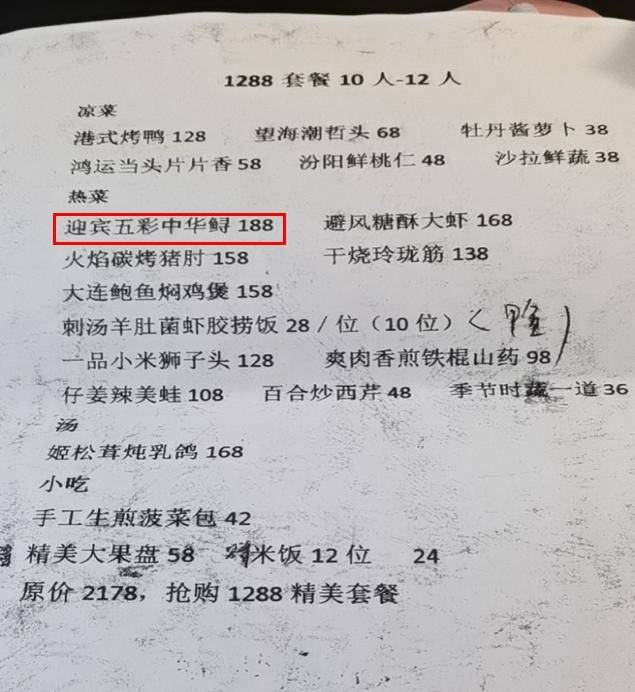 1288 套餐 10 人-12 人
凉菜
港式烤鸭 128 望海潮哲头 68 牡丹酱萝卜 38
鸿运当头片片香 58 汾阳鲜桃仁 48 沙拉鲜蔬 38
热菜
迎宾五彩中华鲟 188 避风糖酥大虾 168
火焰碳烤猪肘 158 干烧玲珑筋 138
大连鲍鱼焖鸡煲 158
刺汤羊肚菌虾胶捞饭 28 / 位（10 位）
一品小米狮子头 128 爽肉香煎铁棍山药 98
仔姜辣美蛙 108 百合炒西芹 48 季节时蔬一道 36
汤
姬松茸炖乳鸽 168
小吃
手工生煎菠菜包 42
精美大果盘 58 米饭 12 位 24
原价 2178，抢购 1288 精美套餐